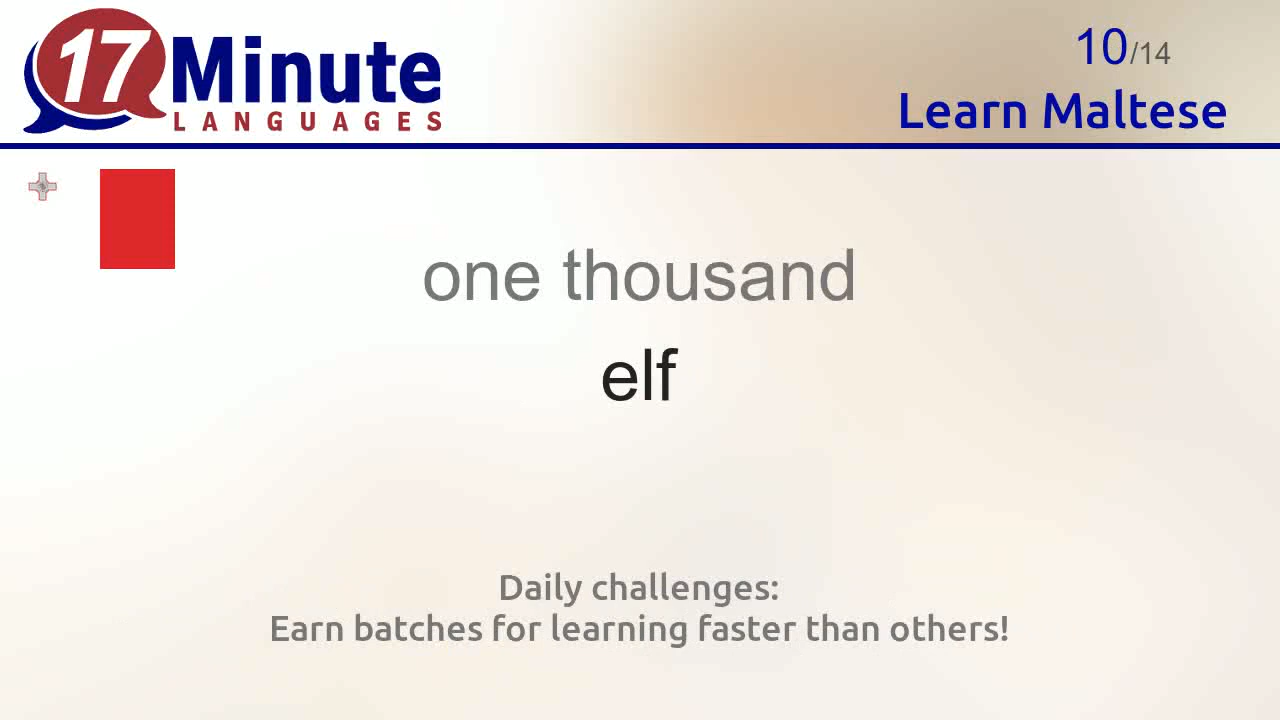 17 Minute
LANGUAGES
10/14
Learn Maltese
one thousand
elf
Daily challenges:
Earn batches for learning faster than others!